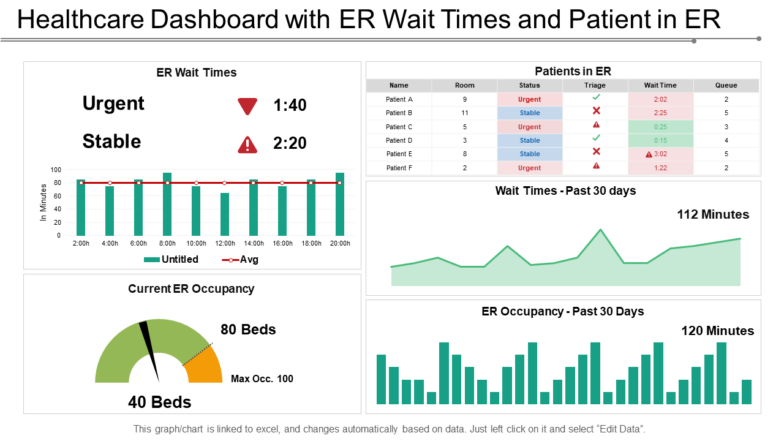 Healthcare Dashboard with ER Wait Times and Patient in ER
ER Wait Times
Urgent 1:40
Stable 2:20
In Minutes
100
80
60
40
20
0
2:00h 4:00h 6:00h 8:00h 10:00h 12:00h 14:00h 16:00h 18:00h 20:00h
Untitled Avg
Current ER Occupancy
80 Beds
Max Occ. 100
40 Beds
Patients in ER
Name Room Status Triage Wait Time Queue
Patient A 9 Urgent 2:02 2
Patient B 11 Stable 2:25 5
Patient C 5 Urgent 0:25 3
Patient D 3 Stable 0:15 4
Patient E 8 Stable 3:02 5
Patient F 2 Urgent 1.22 2
Wait Times - Past 30 days
112 Minutes
ER Occupancy - Past 30 Days
120 Minutes
This graph/chart is linked to excel, and changes automatically based on data. Just left click on it and select "Edit Data".